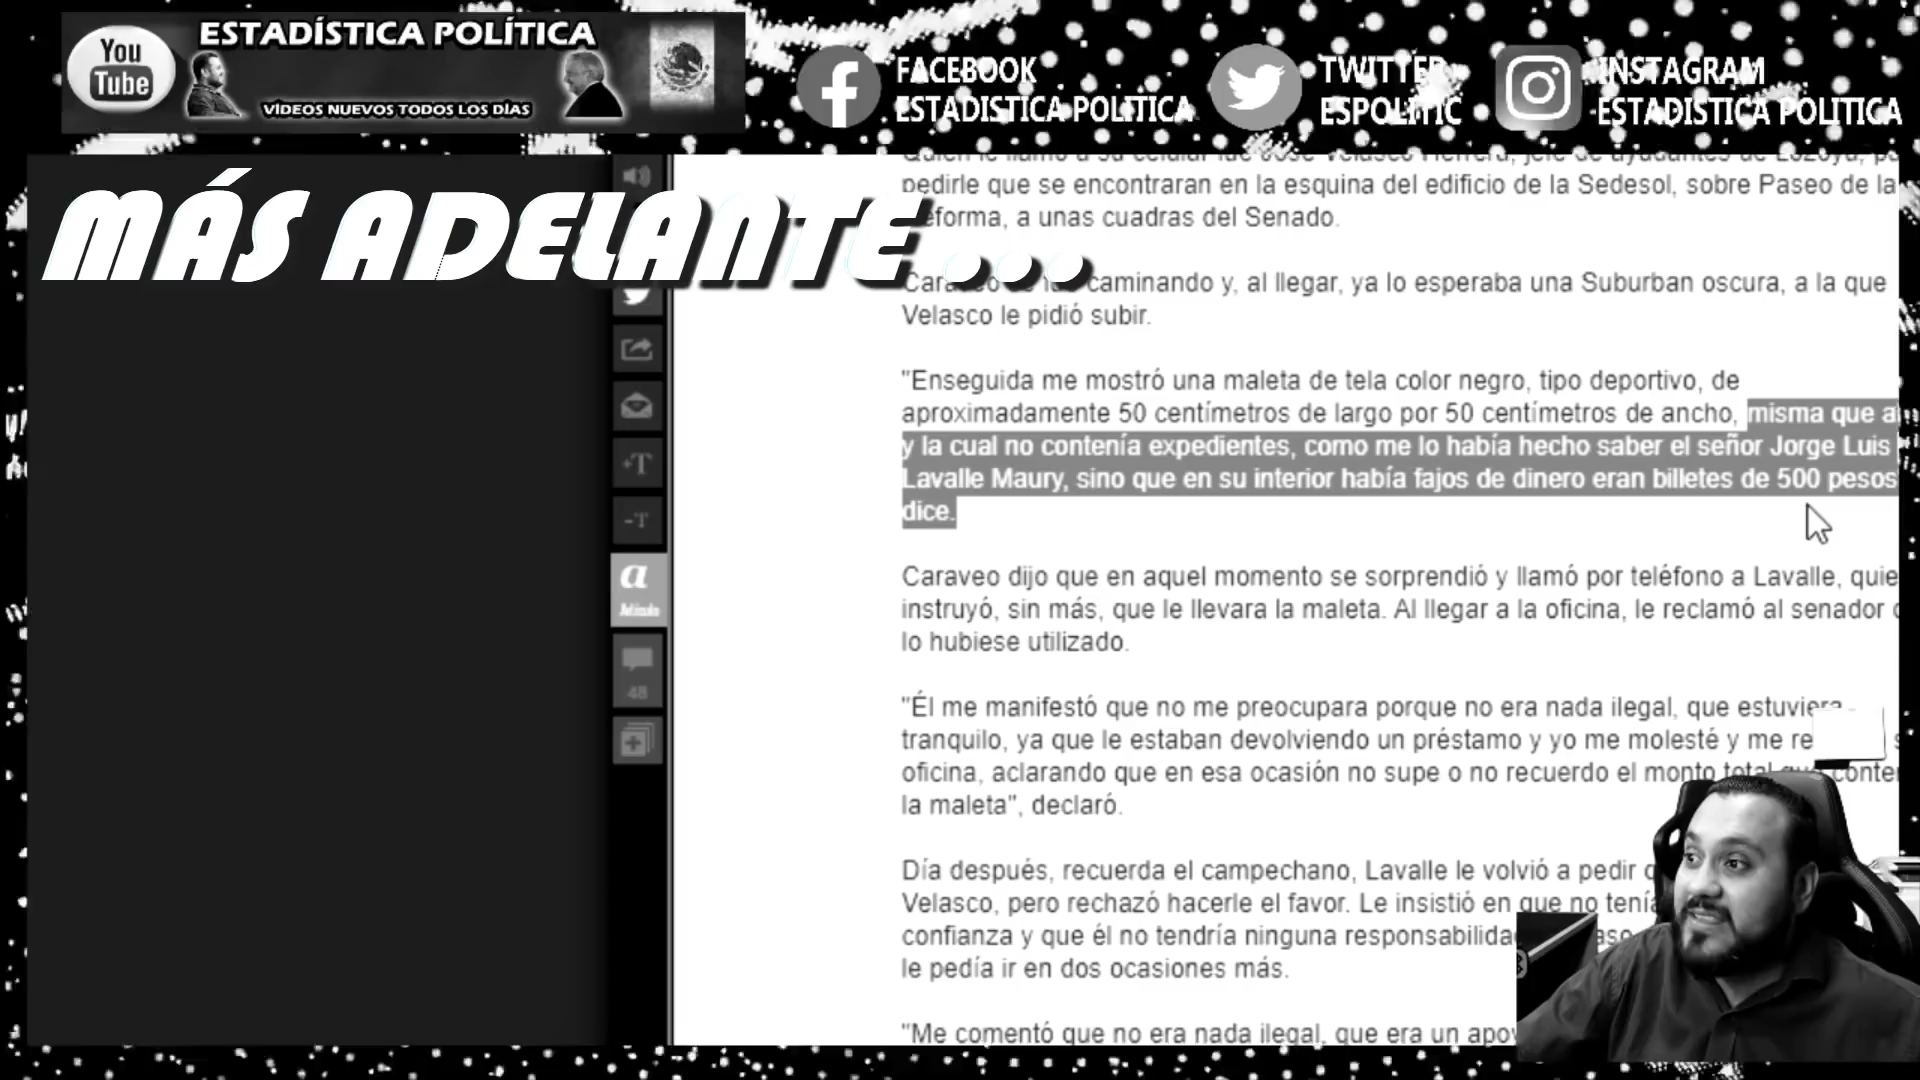 You
Tube
ESTADÍSTICA POLÍTICA
VÍDEOS NUEVOS TODOS LOS DÍAS
FACEBOOK
ESTADISTICA POLITICA
TWITTER
ESPOLITIC
INSTAGRAM
ESTADISTICA POLITICA
MÁS ADELANTE ...
pedirle que se encontraran en la esquina del edificio de la Sedesol, sobre Paseo de la
eforma, a unas cuadras del Senado.
caminando y, al llegar, ya lo esperaba una Suburban oscura, a la que
Velasco le pidió subir.
"Enseguida me mostró una maleta de tela color negro, tipo deportivo, de
aproximadamente 50 centímetros de largo por 50 centímetros de ancho, misma que a
y la cual no contenía expedientes, como me lo había hecho saber el señor Jorge Luis
Lavalle Maury, sino que en su interior había fajos de dinero eran billetes de 500 pesos
dice.
Caraveo dijo que en aquel momento se sorprendió y llamó por teléfono a Lavalle, quie
instruyó, sin más, que le llevara la maleta. Al llegar a la oficina, le reclamó al senador
lo hubiese utilizado.
"Él me manifestó que no me preocupara porque no era nada ilegal, que estuviera
tranquilo, ya que le estaban devolviendo un préstamo y yo me molesté y me re
oficina, aclarando que en esa ocasión no supe o no recuerdo el monto total que conte
la maleta", declaró.
Día después, recuerda el campechano, Lavalle le volvió a pedir
Velasco, pero rechazó hacerle el favor. Le insistió en que no tenía
confianza y que él no tendría ninguna responsabilida
le pedía ir en dos ocasiones más.
"Me comentó que no era nada ilegal, que era un apo
+T
-T
a
Artículo
48